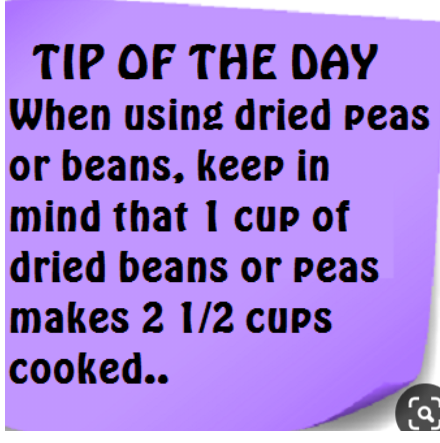 TIP OF THE DAY
When using dried peas
or beans, keep in
mind that 1 cup of
dried beans or peas
makes 2 1/2 cups
cooked..